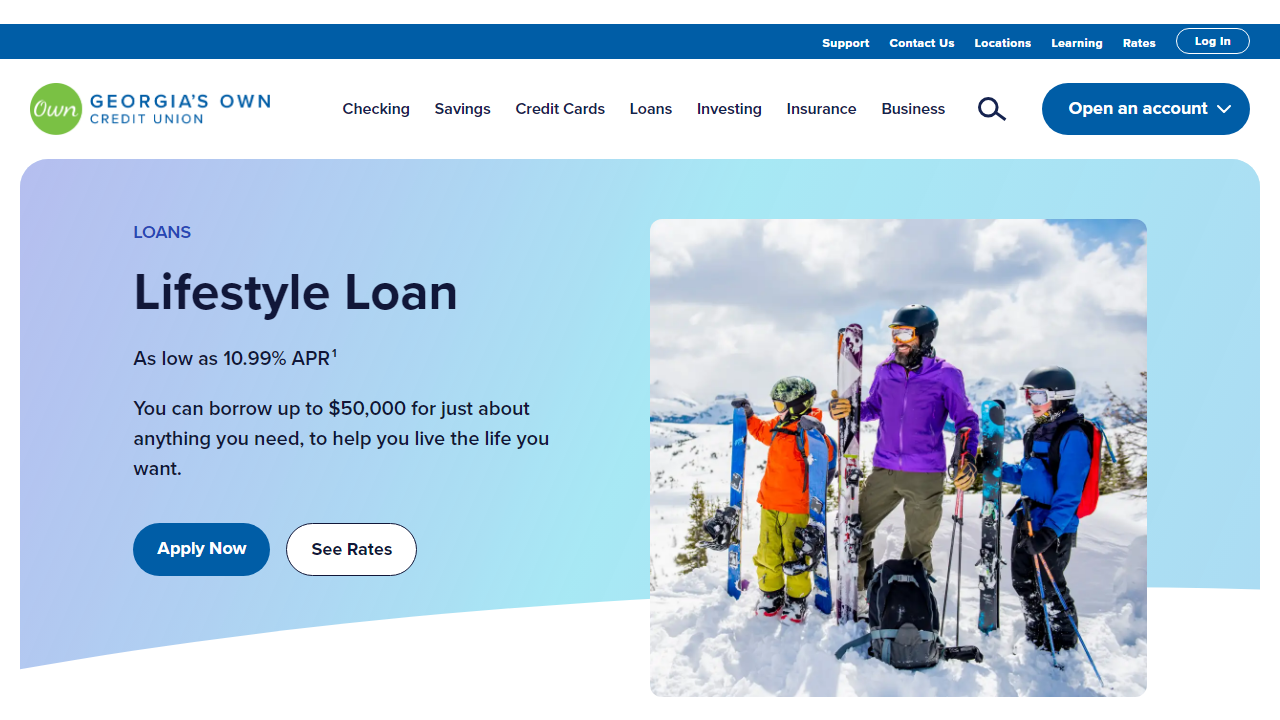 Support Contact Us Locations Learning Rates Log In
Own GEORGIA'S OWN
CREDIT UNION
Checking Savings Credit Cards Loans Investing Insurance Business Open an account
LOANS
Lifestyle Loan
As low as 10.99% APR¹
You can borrow up to $50,000 for just about
anything you need, to help you live the life you
want.
Apply Now See Rates